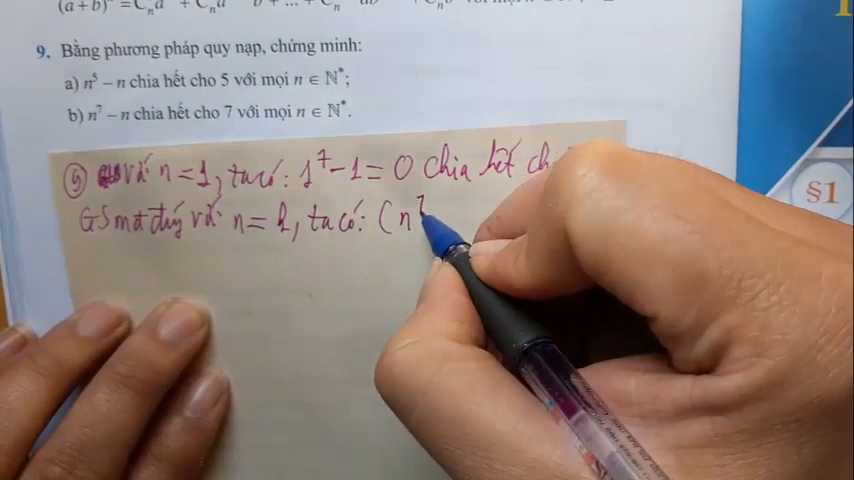 (a + b)ⁿ = C⁰ₙaⁿ + C¹ₙa
9. Bằng phương pháp quy nạp, chứng minh:
a) n⁵ – n chia hết cho 5 với mọi n ∈ ℕ*;
b) n⁷ – n chia hết cho 7 với mọi n ∈ ℕ*.
b) Với n = 1, ta có: 1⁷ - 1 = 0 chia hết ch
GS mđ đúng với n = k, ta có: (n⁷
§1